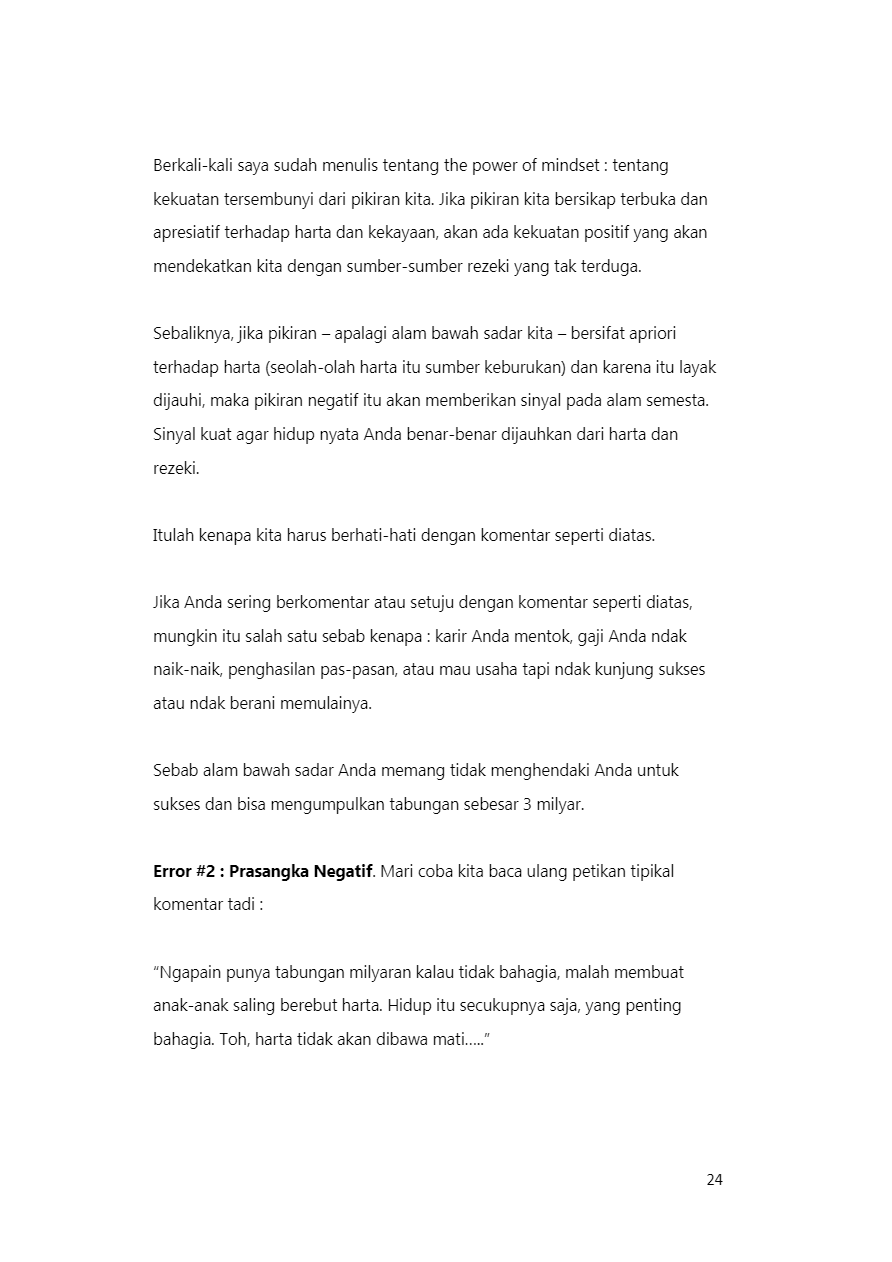 Berkali-kali saya sudah menulis tentang the power of mindset : tentang
kekuatan tersembunyi dari pikiran kita. Jika pikiran kita bersikap terbuka dan
apresiatif terhadap harta dan kekayaan, akan ada kekuatan positif yang akan
mendekatkan kita dengan sumber-sumber rezeki yang tak terduga.
Sebaliknya, jika pikiran – apalagi alam bawah sadar kita – bersifat apriori
terhadap harta (seolah-olah harta itu sumber keburukan) dan karena itu layak
dijauhi, maka pikiran negatif itu akan memberikan sinyal pada alam semesta.
Sinyal kuat agar hidup nyata Anda benar-benar dijauhkan dari harta dan
rezeki.
Itulah kenapa kita harus berhati-hati dengan komentar seperti diatas.
Jika Anda sering berkomentar atau setuju dengan komentar seperti diatas,
mungkin itu salah satu sebab kenapa : karir Anda mentok, gaji Anda ndak
naik-naik, penghasilan pas-pasan, atau mau usaha tapi ndak kunjung sukses
atau ndak berani memulainya.
Sebab alam bawah sadar Anda memang tidak menghendaki Anda untuk
sukses dan bisa mengumpulkan tabungan sebesar 3 milyar.
Error #2 : Prasangka Negatif. Mari coba kita baca ulang petikan tipikal
komentar tadi :
“Ngapain punya tabungan milyaran kalau tidak bahagia, malah membuat
anak-anak saling berebut harta. Hidup itu secukupnya saja, yang penting
bahagia. Toh, harta tidak akan dibawa mati…..”
24